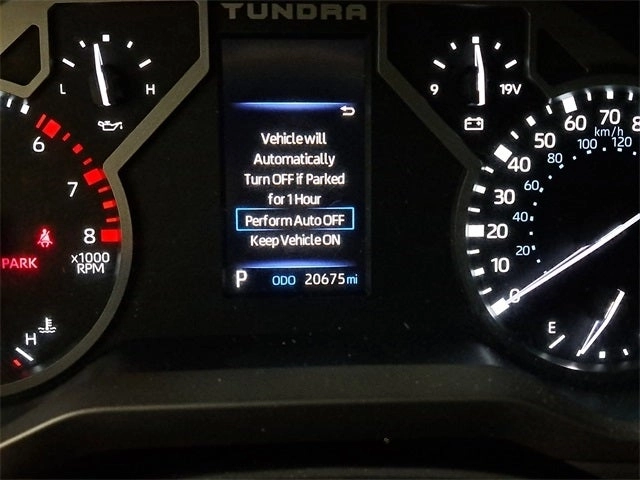 TUNDRA
L H
9 19V
Vehicle will
Automatically
Turn OFF if Parked
for 1 Hour
Perform Auto OFF
Keep Vehicle ON
P ODO 20675 mi
6
7
8
x1000
RPM
PARK
H
0
10
20
30
40
50
60
70
8
km/h
20
40
60
80
100
120
E